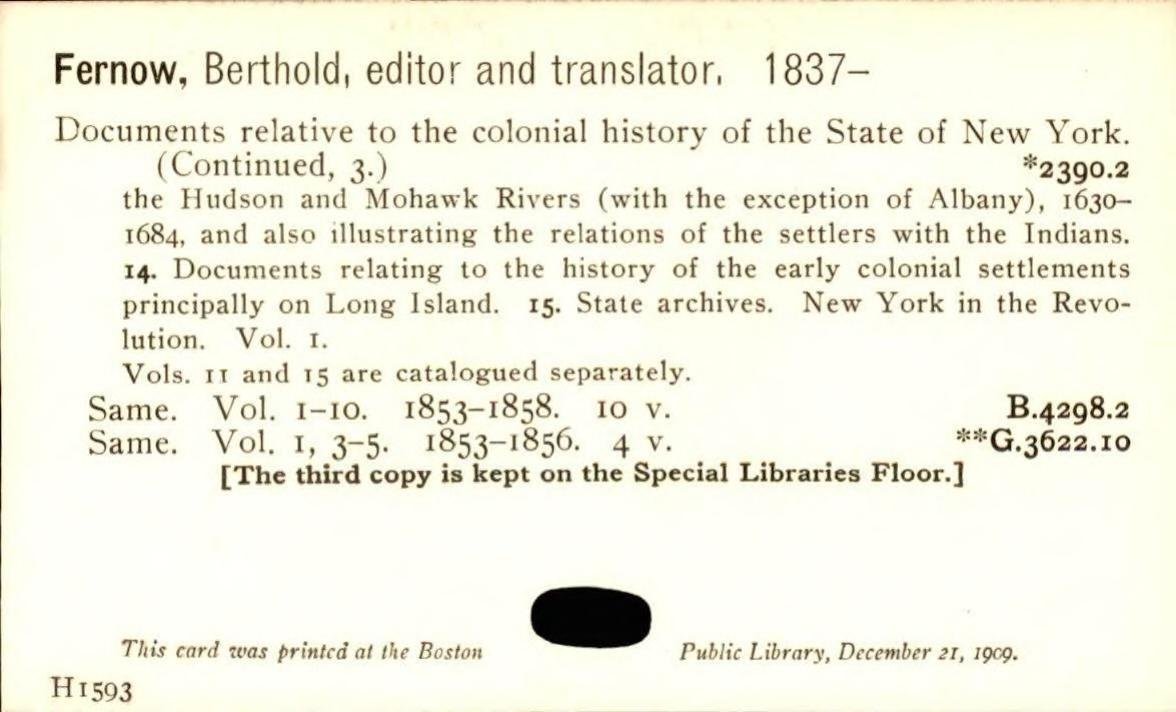 Fernow, Berthold, editor and translator. 1837–
Documents relative to the colonial history of the State of New York.
(Continued, 3.) *2390.2
the Hudson and Mohawk Rivers (with the exception of Albany), 1630–
1684, and also illustrating the relations of the settlers with the Indians.
14. Documents relating to the history of the early colonial settlements
principally on Long Island. 15. State archives. New York in the Revo-
lution. Vol. 1.
Vols. 11 and 15 are catalogued separately.
Same. Vol. 1–10. 1853–1858. 10 v. B.4298.2
Same. Vol. 1, 3–5. 1853–1856. 4 v. **G.3622.10
[The third copy is kept on the Special Libraries Floor.]
This card was printed at the Boston Public Library, December 21, 1909.
H1593